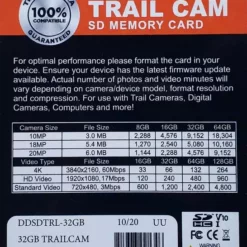 TRAIL CAM
SD MEMORY CARD
100%
COMPATIBLE
GUARANTEED
For optimal performance please format the card in your
device. Ensure your device has the latest firmware update
available. Actual number of photos and video minutes will
vary depending on camera/device model, format resolution
and compression. For use with Trail Cameras, Digital
Cameras, Computers and more!
Camera Size File Size 8GB 16GB 32GB 64GB
10MP 3.0 MB 2,288 4,576 9,152 18,304
18MP 5.4 MB 1,270 2,540 5,080 10,160
20MP 6.0 MB 1,144 2,288 4,576 9,152
Video Type File Size 16GB 32GB 64GB 128GB
4K 3840x2160, 60Mbps 33 66 132 264
HD Video 1920x1080, 17Mbps 120 240 480 960
Standard Video 720x480, 3Mbps 600 1,200 2,400 4,800
DDSDTRL-32GB 10/20 UU
32GB TRAILCAM
SD HC I V10